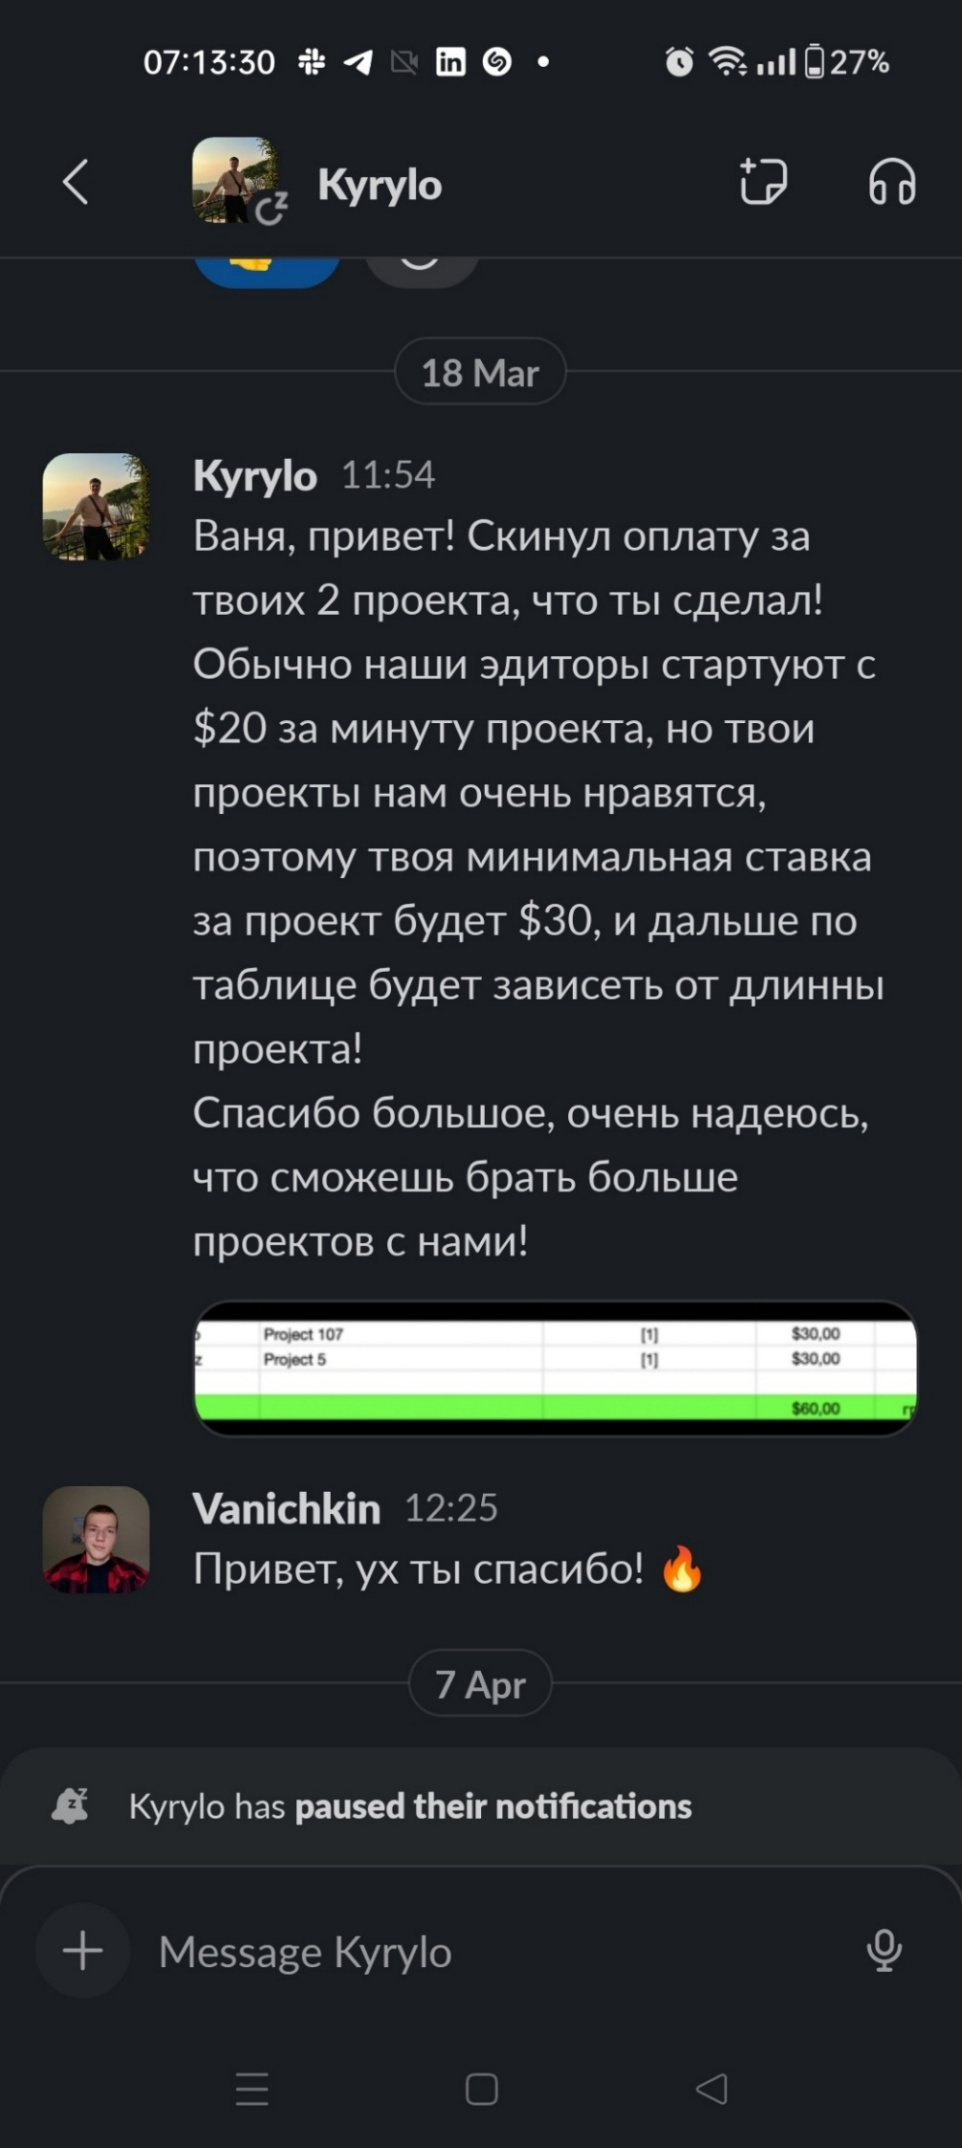 07:13:30 27%
Kyrylo
18 Mar
Kyrylo 11:54
Ваня, привет! Скинул оплату за
твоих 2 проекта, что ты сделал!
Обычно наши эдиторы стартуют с
$20 за минуту проекта, но твои
проекты нам очень нравятся,
поэтому твоя минимальная ставка
за проект будет $30, и дальше по
таблице будет зависеть от длинны
проекта!
Спасибо большое, очень надеюсь,
что сможешь брать больше
проектов с нами!
Project 107 [1] $30,00
z Project 5 [1] $30,00
$60,00
Vanichkin 12:25
Привет, ух ты спасибо! 🔥
7 Apr
Kyrylo has paused their notifications
Message Kyrylo